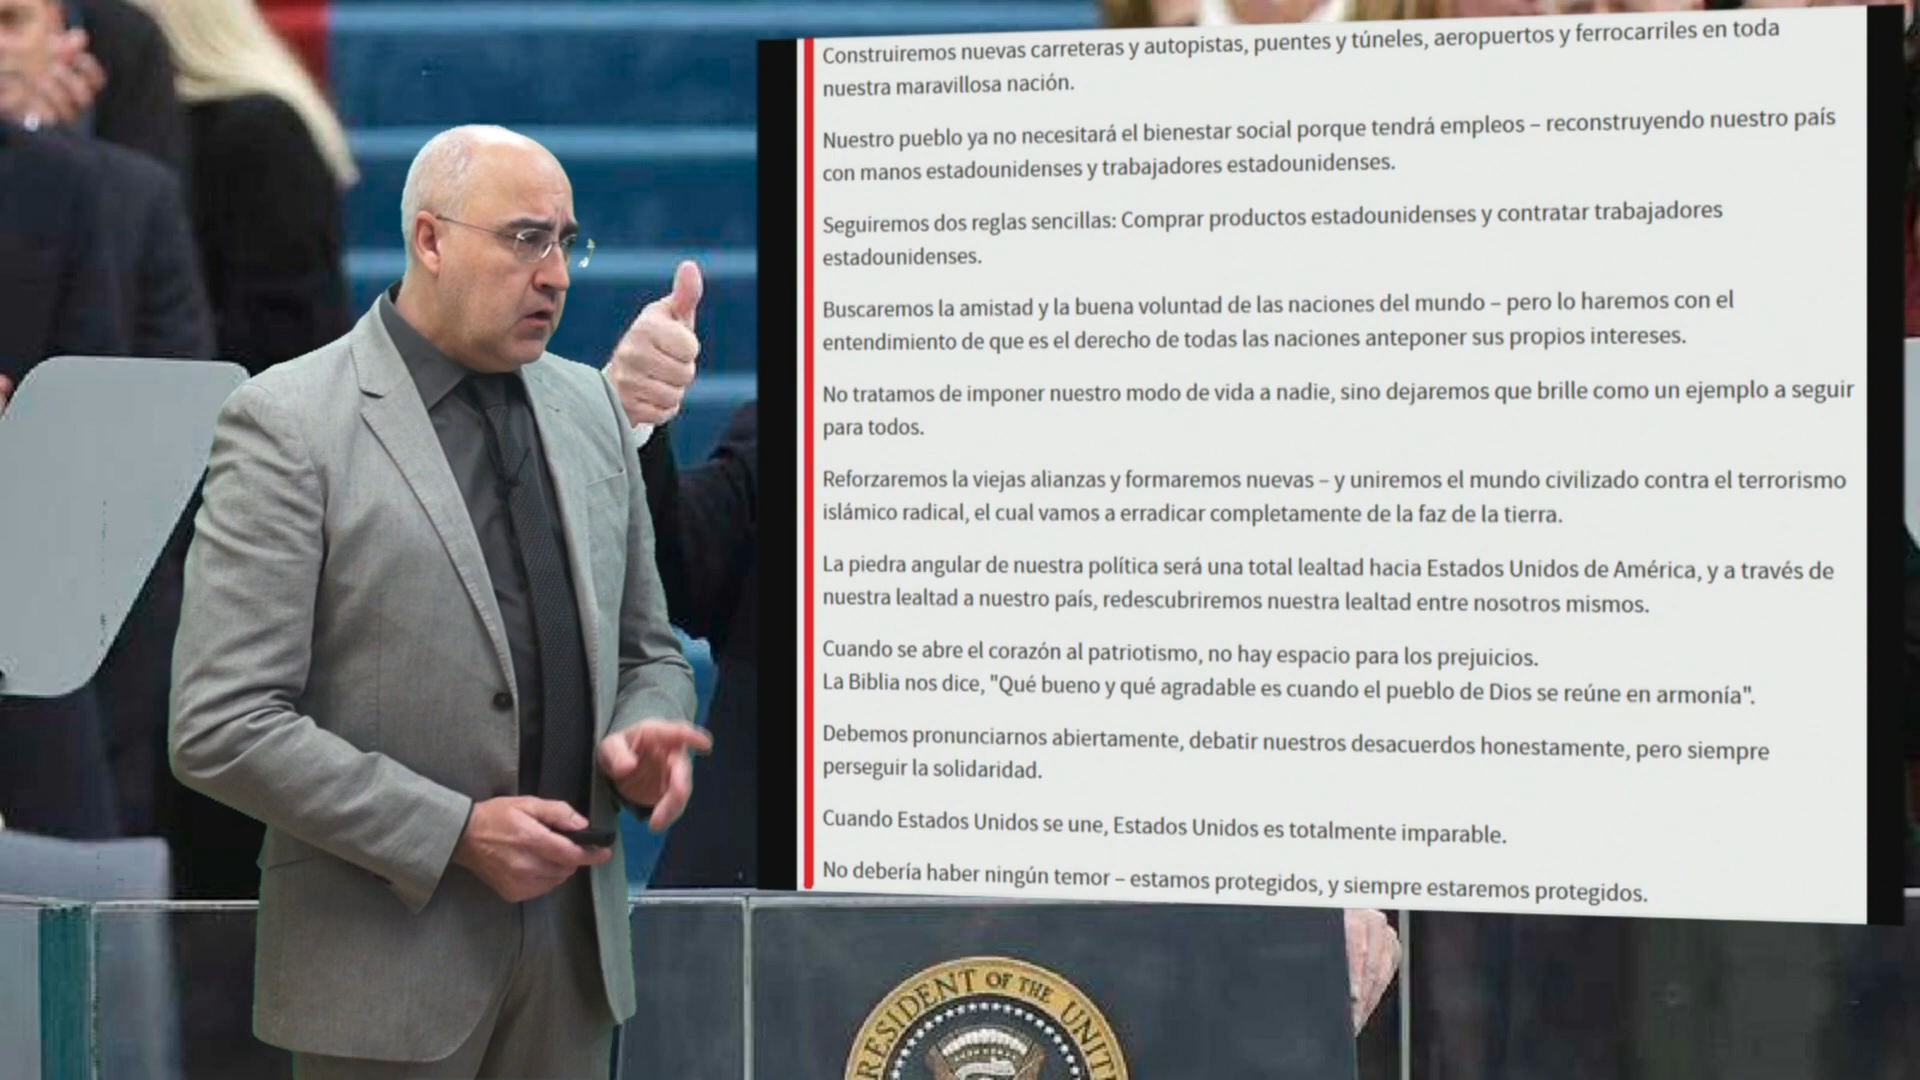 Construiremos nuevas carreteras y autopistas, puentes y túneles, aeropuertos y ferrocarriles en toda
nuestra maravillosa nación.
Nuestro pueblo ya no necesitará el bienestar social porque tendrá empleos – reconstruyendo nuestro país
con manos estadounidenses y trabajadores estadounidenses.
Seguiremos dos reglas sencillas: Comprar productos estadounidenses y contratar trabajadores
estadounidenses.
Buscaremos la amistad y la buena voluntad de las naciones del mundo – pero lo haremos con el
entendimiento de que es el derecho de todas las naciones anteponer sus propios intereses.
No tratamos de imponer nuestro modo de vida a nadie, sino dejaremos que brille como un ejemplo a seguir
para todos.
Reforzaremos la viejas alianzas y formaremos nuevas – y uniremos el mundo civilizado contra el terrorismo
islámico radical, el cual vamos a erradicar completamente de la faz de la tierra.
La piedra angular de nuestra política será una total lealtad hacia Estados Unidos de América, y a través de
nuestra lealtad a nuestro país, redescubriremos nuestra lealtad entre nosotros mismos.
Cuando se abre el corazón al patriotismo, no hay espacio para los prejuicios.
La Biblia nos dice, "Qué bueno y qué agradable es cuando el pueblo de Dios se reúne en armonía".
Debemos pronunciarnos abiertamente, debatir nuestros desacuerdos honestamente, pero siempre
perseguir la solidaridad.
Cuando Estados Unidos se une, Estados Unidos es totalmente imparable.
No debería haber ningún temor – estamos protegidos, y siempre estaremos protegidos.
RESIDENT OF THE UNIT